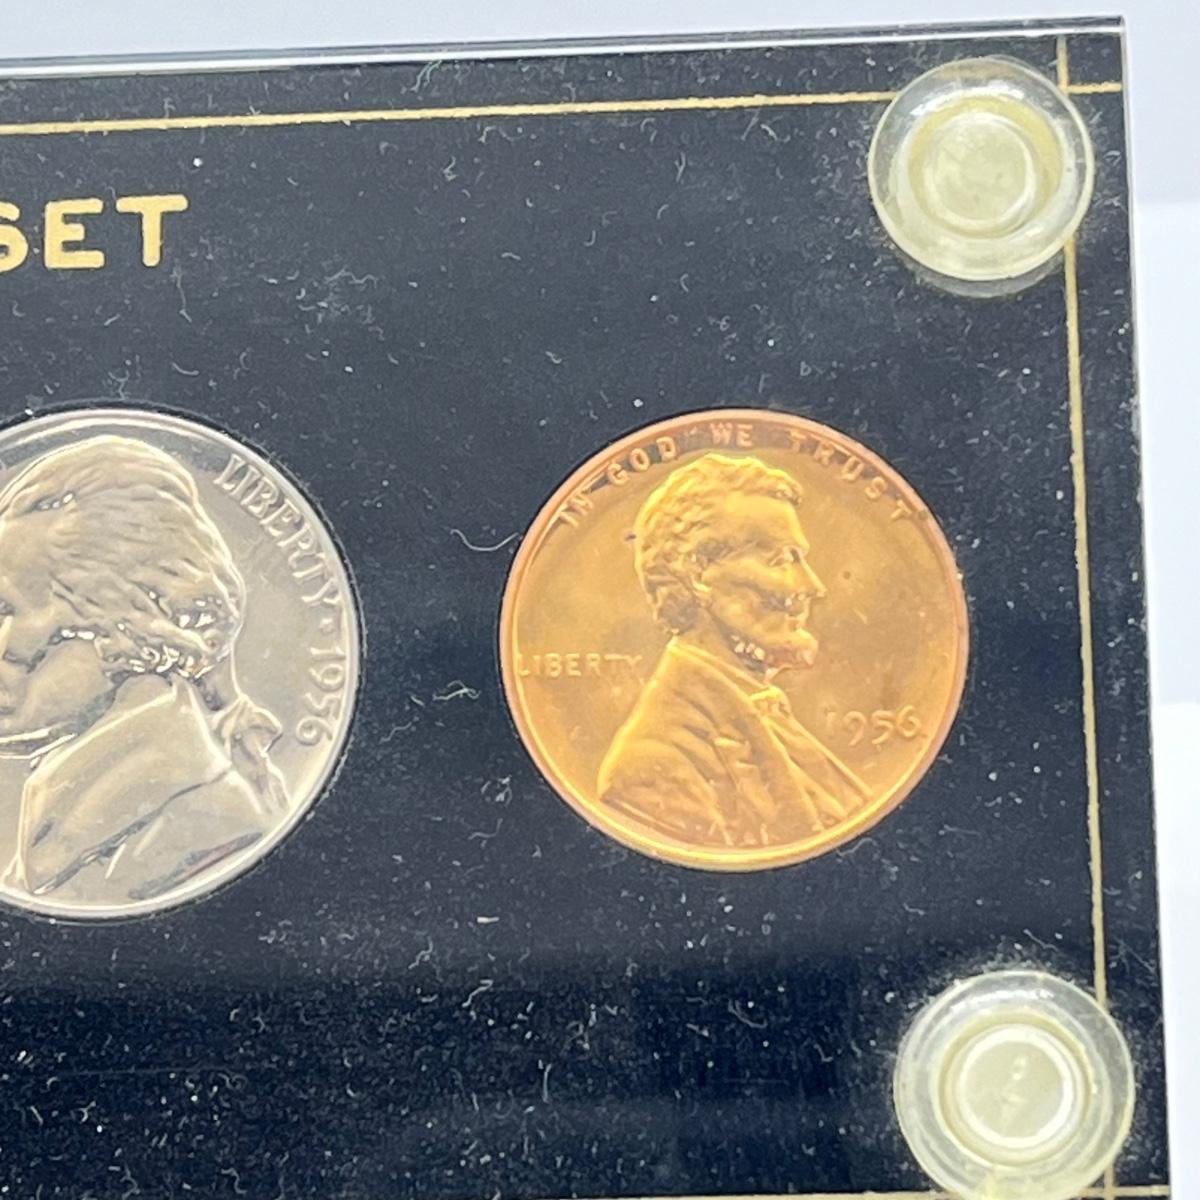 SET
LIBERTY · 1956
IN GOD WE TRUST
LIBERTY
1956